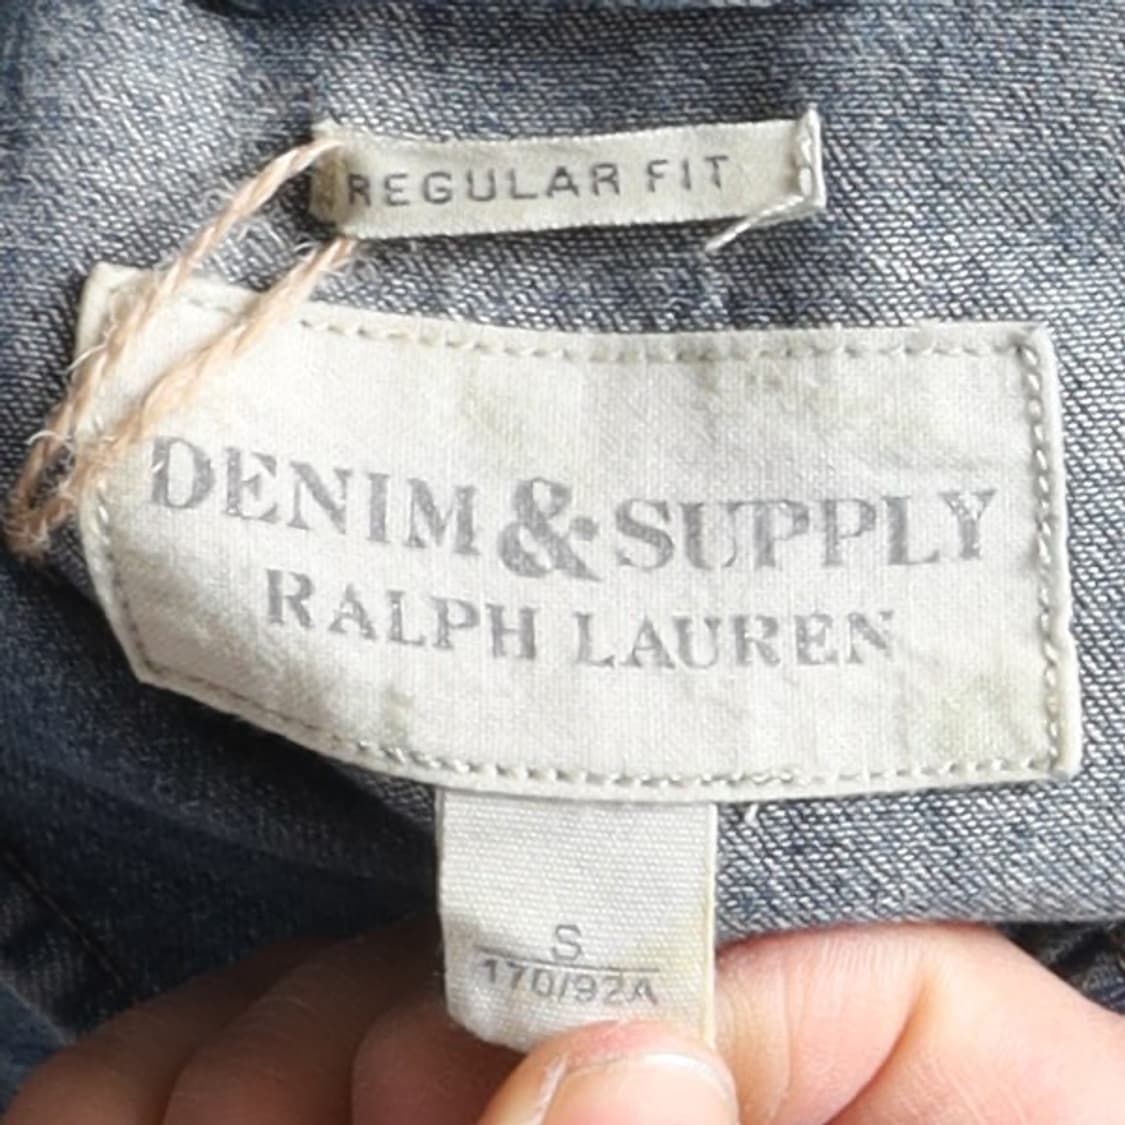 REGULAR FIT
DENIM & SUPPLY
RALPH LAUREN
S
170/92A